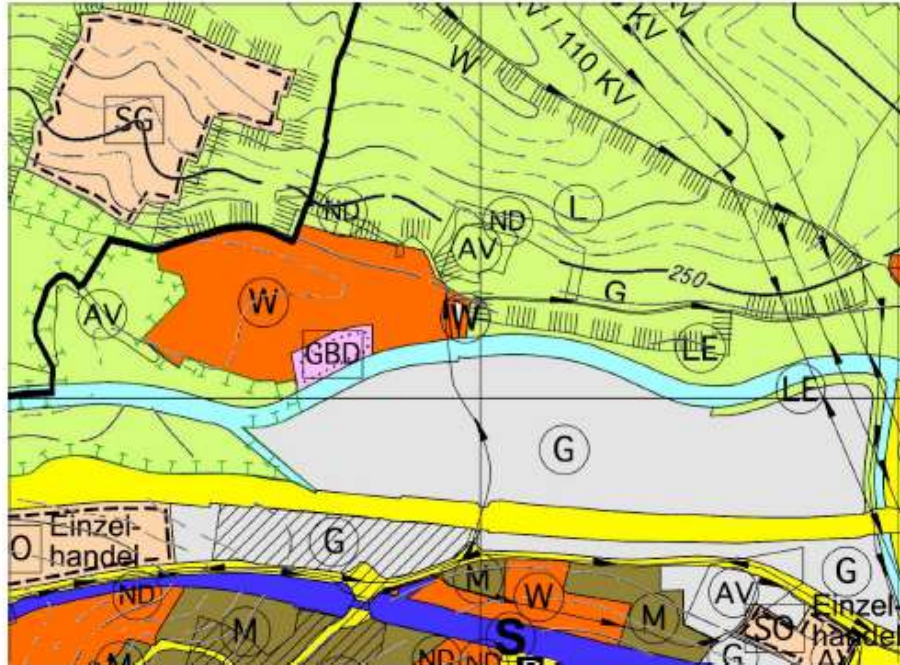 V / 110 KV
KV
V
W
SG
ND
ND
L
AV
250
G
AV
W
W
GBD
LE
LE
G
O
Einzel-
handel
G
G
M
W
AV
ND
M
M
SO
Einzel-
handel
S
M
ND
ND
G
AV